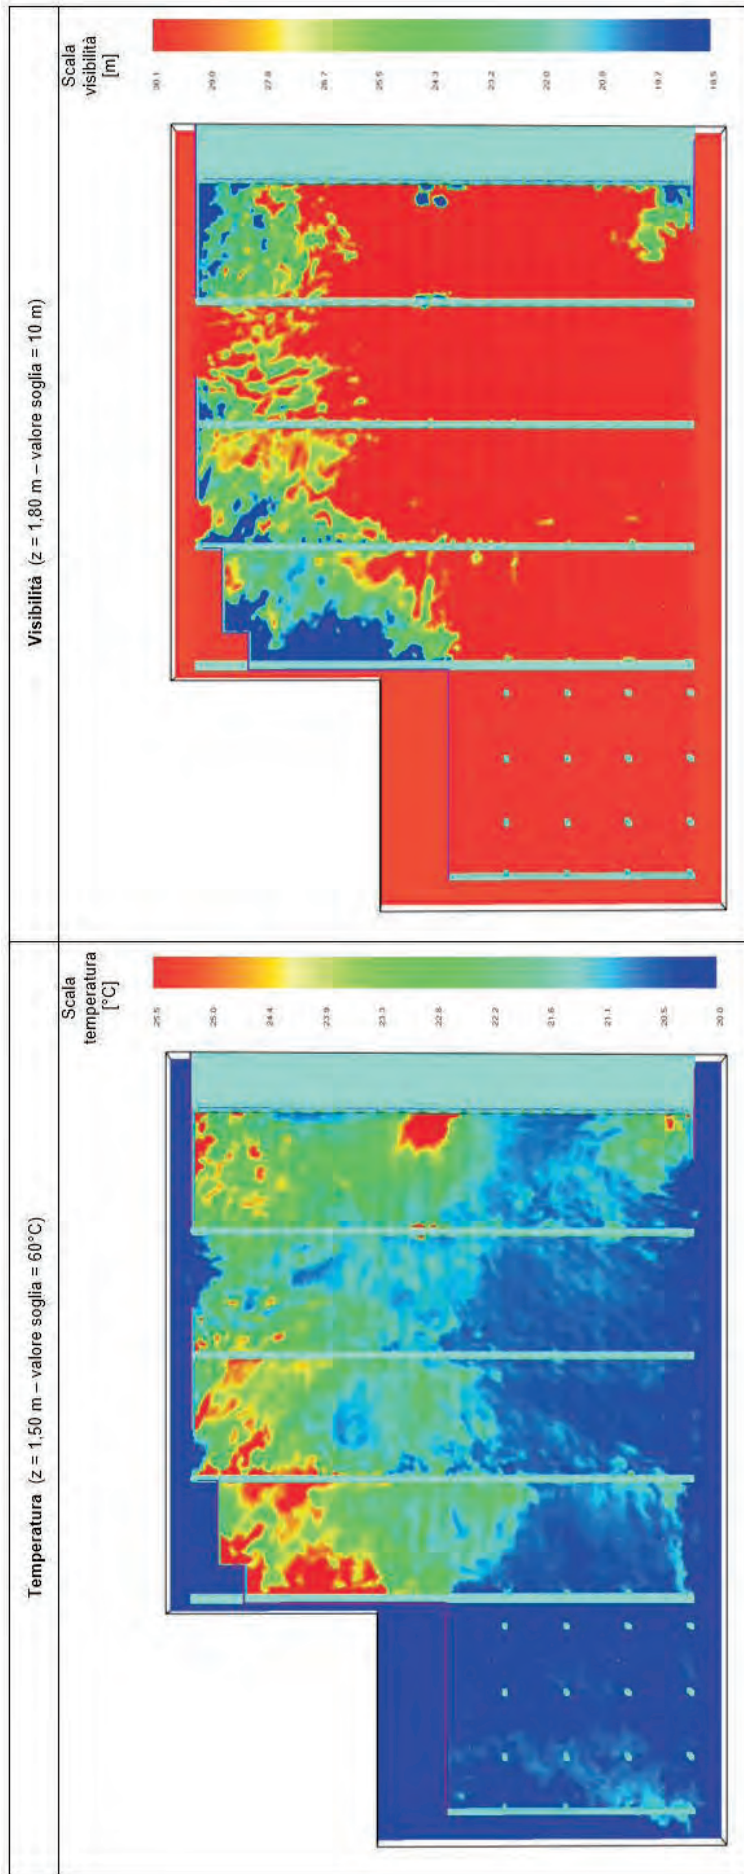 Visibilità (z = 1,80 m – valore soglia = 10 m)
Scala
visibilità
[m]
30.1
29.0
27.8
26.7
25.5
24.3
23.2
22.0
20.8
19.7
18.5
Temperatura (z = 1,50 m – valore soglia = 60°C)
Scala
temperatura
[°C]
25.5
25.0
24.4
23.9
23.3
22.8
22.2
21.6
21.1
20.5
20.0